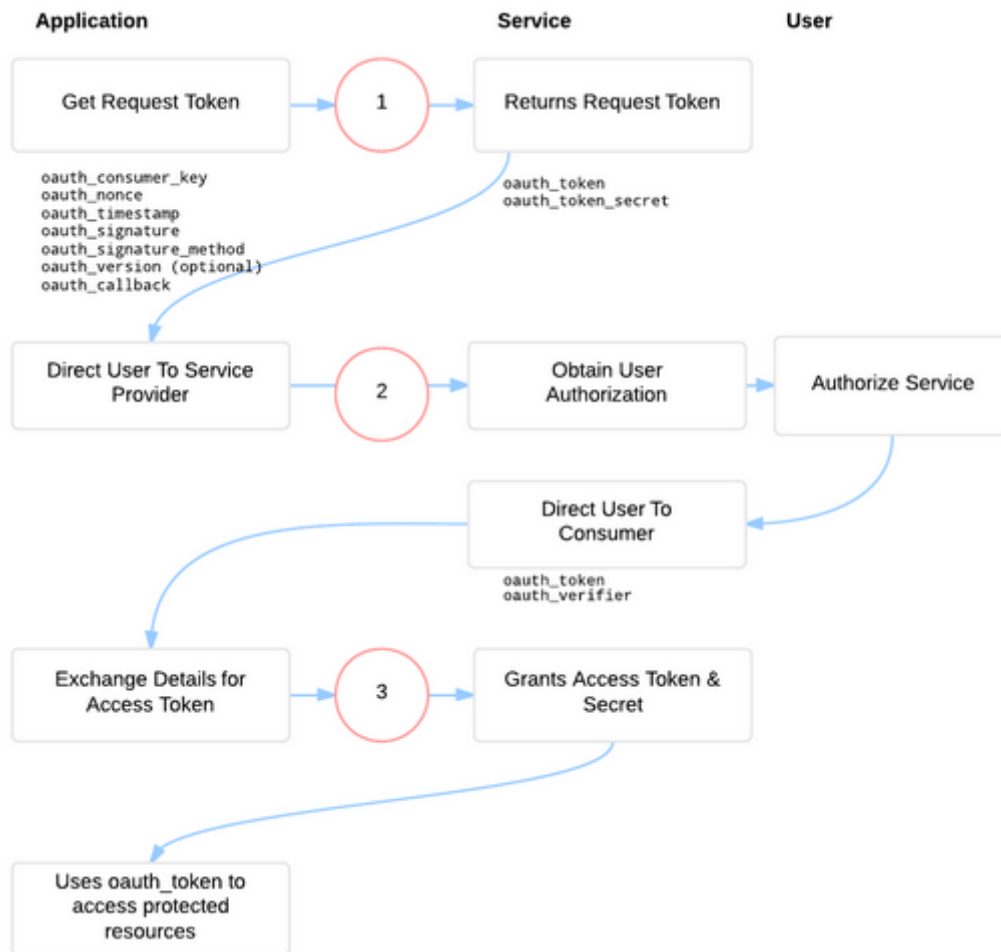 Application
Service
User
Get Request Token
1
Returns Request Token
oauth_consumer_key
oauth_nonce
oauth_timestamp
oauth_signature
oauth_signature_method
oauth_version (optional)
oauth_callback
oauth_token
oauth_token_secret
Direct User To Service
Provider
2
Obtain User
Authorization
Authorize Service
Direct User To
Consumer
oauth_token
oauth_verifier
Exchange Details for
Access Token
3
Grants Access Token &
Secret
Uses oauth_token to
access protected
resources